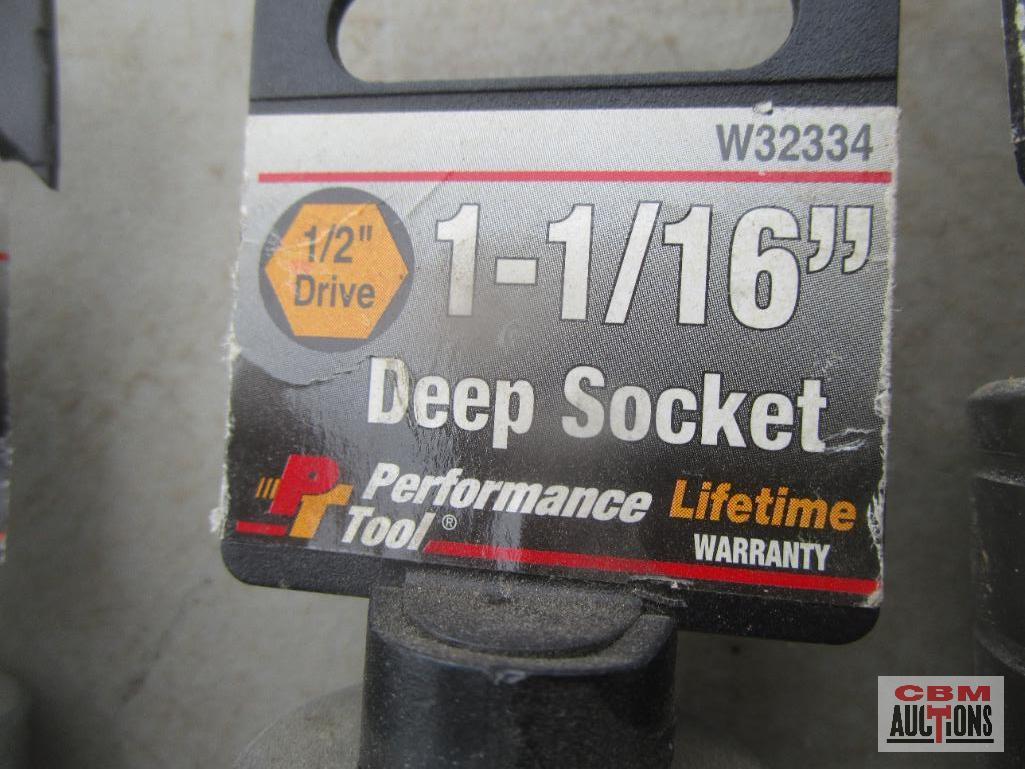 W32334
1/2"
Drive
1-1/16”
Deep Socket
PT
Performance
Tool®
Lifetime
WARRANTY
CBM
AUCTIONS